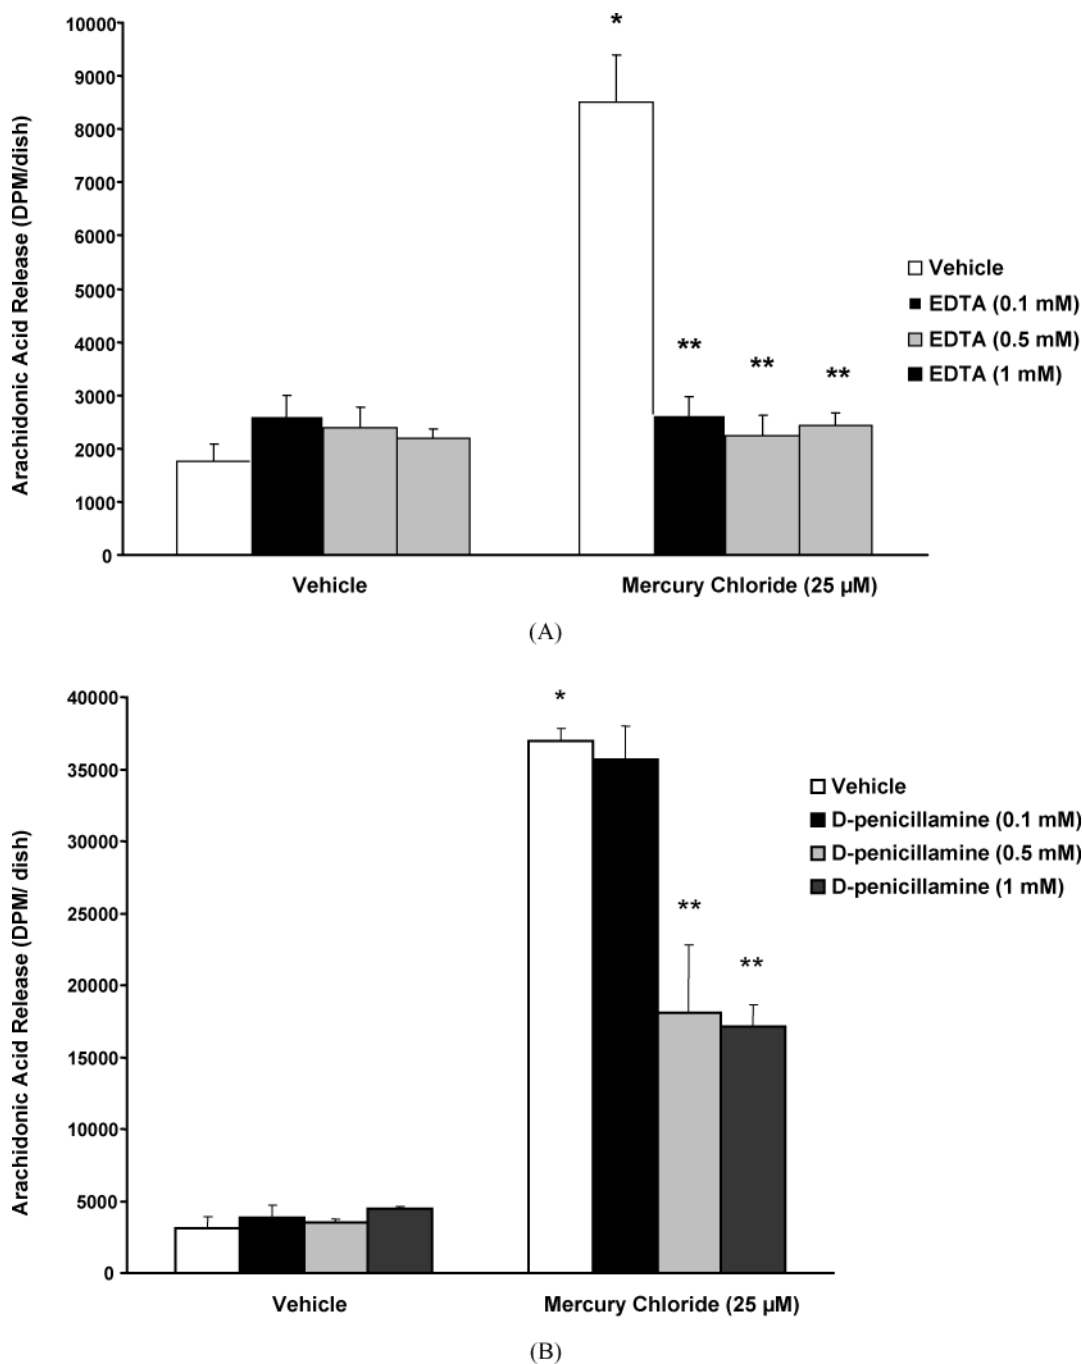 *
10000
9000
8000
7000
6000
5000
4000
3000
2000
1000
0
Arachidonic Acid Release (DPM/dish)
**
**
**
Vehicle
EDTA (0.1 mM)
EDTA (0.5 mM)
EDTA (1 mM)
Vehicle
Mercury Chloride (25 µM)
(A)
40000
35000
30000
25000
20000
15000
10000
5000
0
Arachidonic Acid Release (DPM/ dish)
*
**
**
Vehicle
D-penicillamine (0.1 mM)
D-penicillamine (0.5 mM)
D-penicillamine (1 mM)
Vehicle
Mercury Chloride (25 µM)
(B)